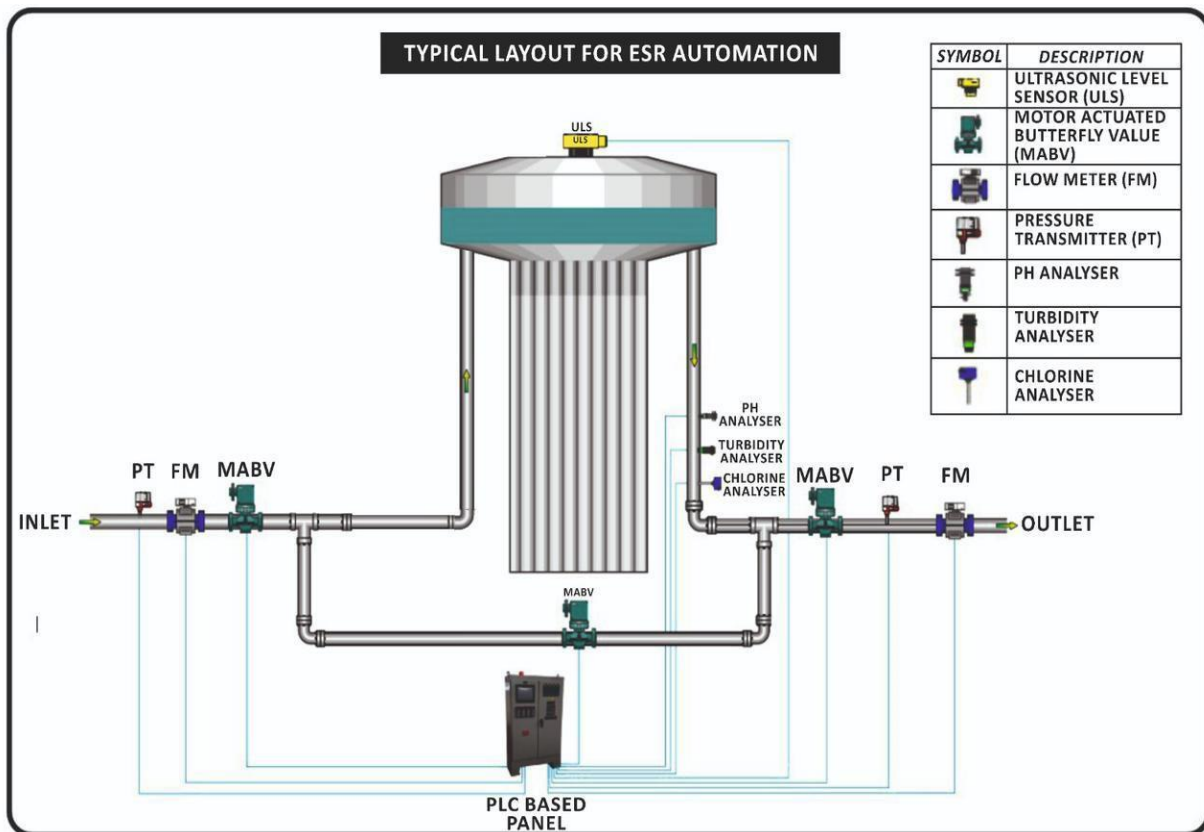 TYPICAL LAYOUT FOR ESR AUTOMATION
SYMBOL DESCRIPTION
ULTRASONIC LEVEL
SENSOR (ULS)
MOTOR ACTUATED
BUTTERFLY VALUE
(MABV)
FLOW METER (FM)
PRESSURE
TRANSMITTER (PT)
PH ANALYSER
TURBIDITY
ANALYSER
CHLORINE
ANALYSER
ULS
ULS
PH
ANALYSER
TURBIDITY
ANALYSER
CHLORINE
ANALYSER
PT FM MABV
MABV PT FM
INLET
OUTLET
MABV
PLC BASED
PANEL